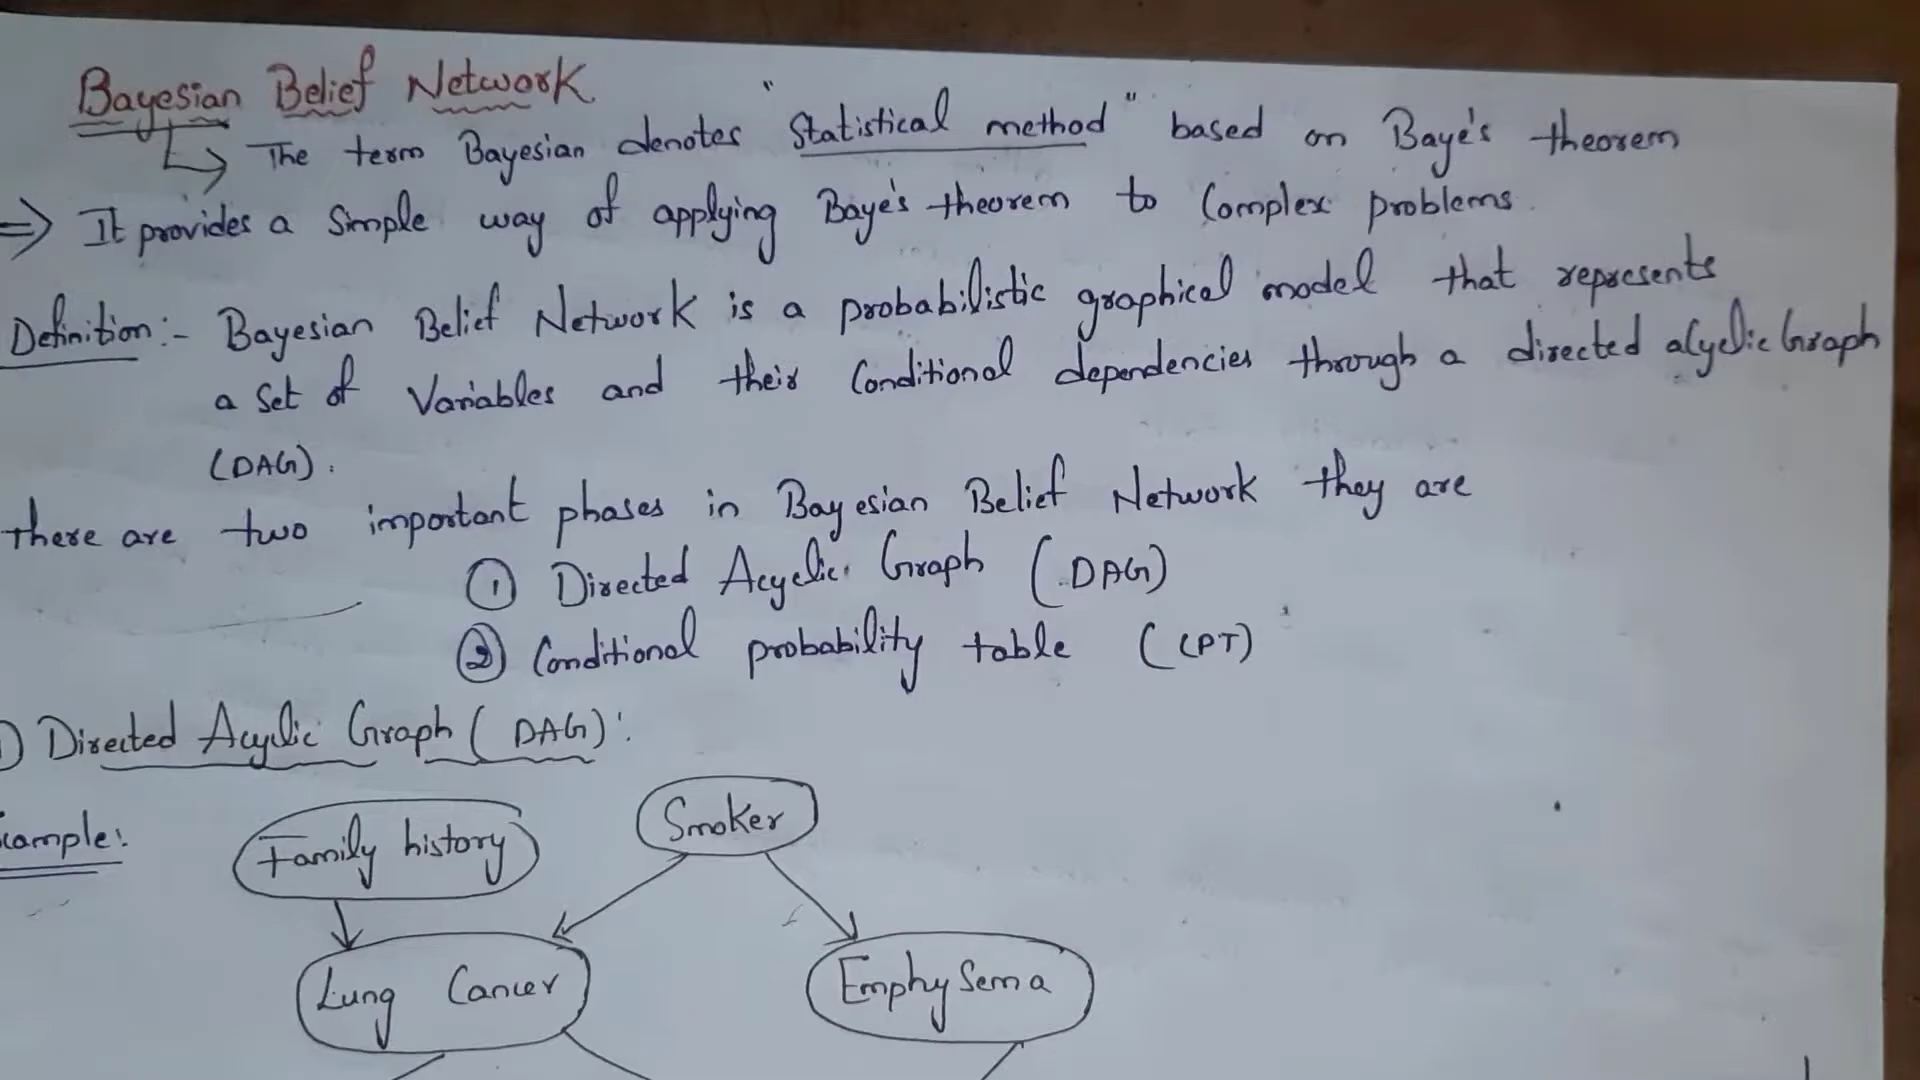 Bayesian Belief Network
The term Bayesian denotes "Statistical method" based on Baye's theorem
=> It provides a simple way of applying Baye's theorem to Complex problems.
Definition:- Bayesian Belief Network is a probabilistic graphical model that represents
a set of Variables and their Conditional dependencies through a directed acyclic Graph
(DAG).
there are two important phases in Bayesian Belief Network they are
① Directed Acyclic Graph (DAG)
② Conditional probability table (CPT)
) Directed Acyclic Graph (DAG):
xample:
Family history
Smoker
Lung Cancer
Emphysema